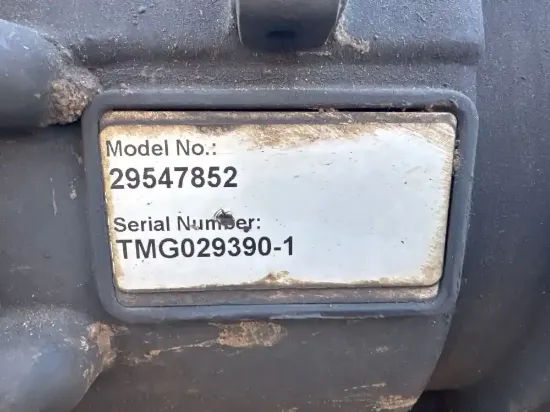 Model No.:
29547852
Serial Number:
TMG029390-1